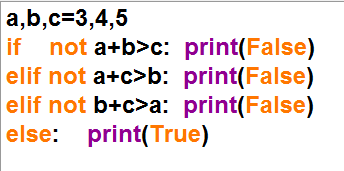 a,b,c=3,4,5
if    not a+b>c:  print(False)
elif not a+c>b:  print(False)
elif not b+c>a:  print(False)
else:    print(True)